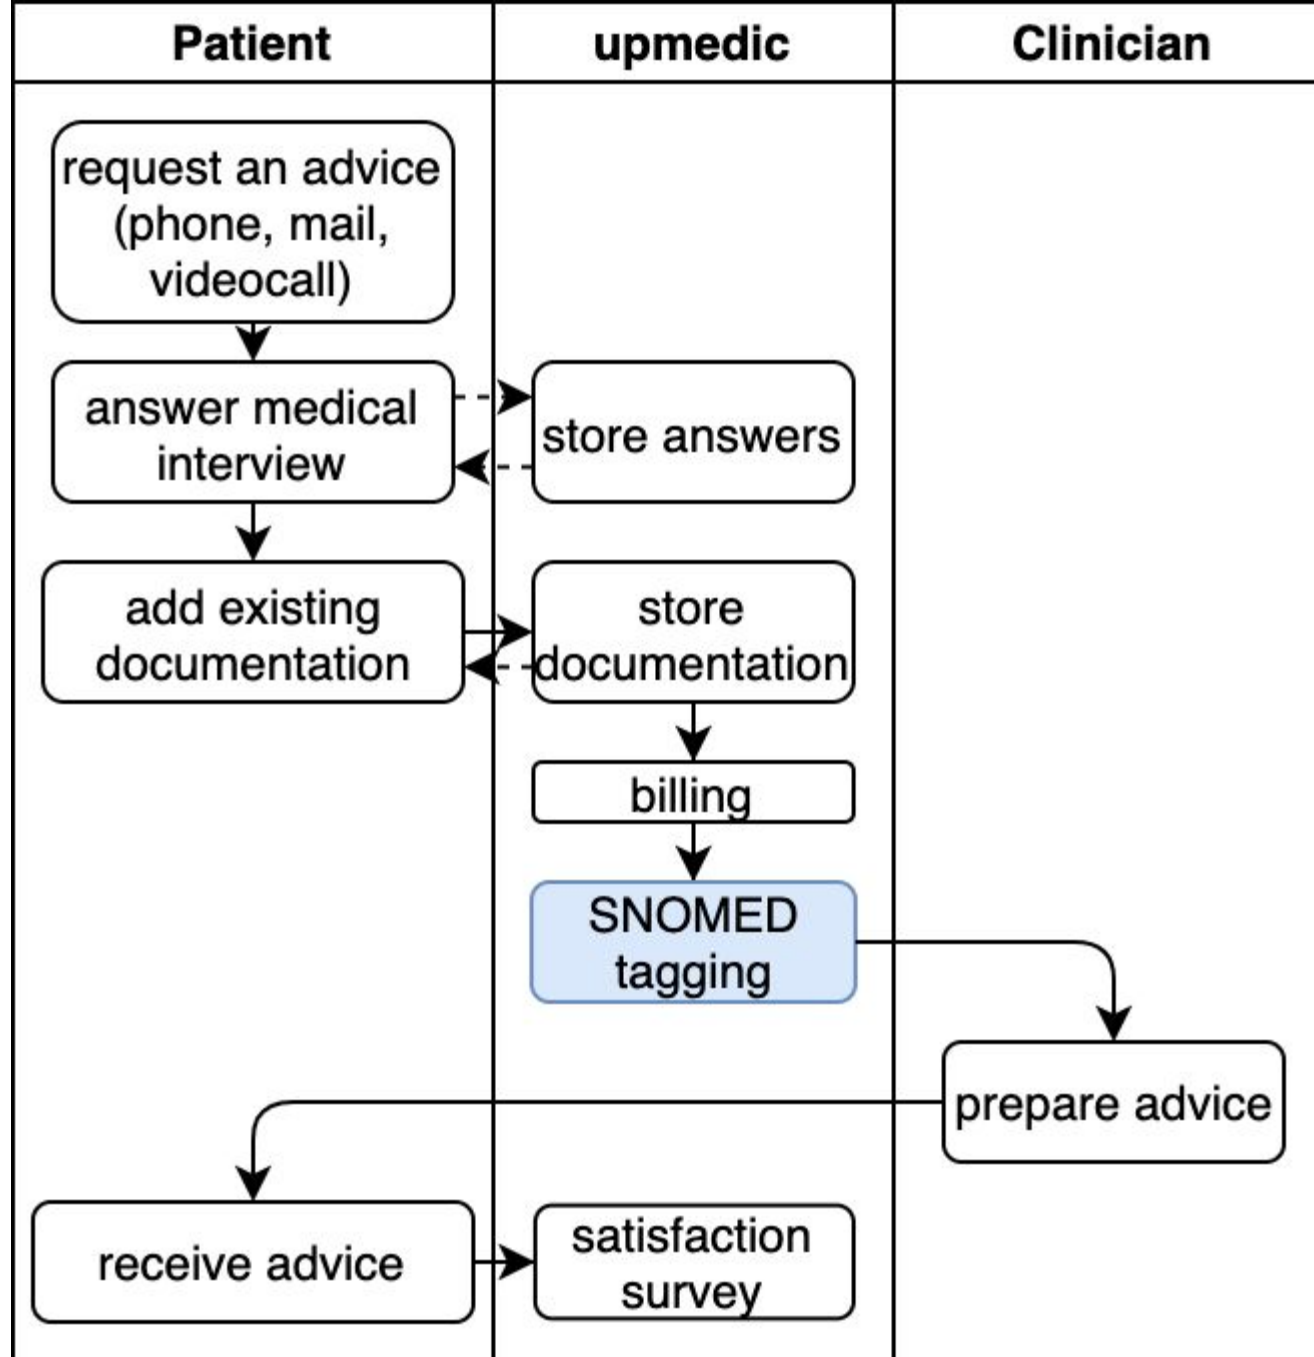 Patient
upmedic
Clinician
request an advice
(phone, mail,
videocall)
answer medical
interview
store answers
add existing
documentation
store
documentation
billing
SNOMED
tagging
prepare advice
receive advice
satisfaction
survey